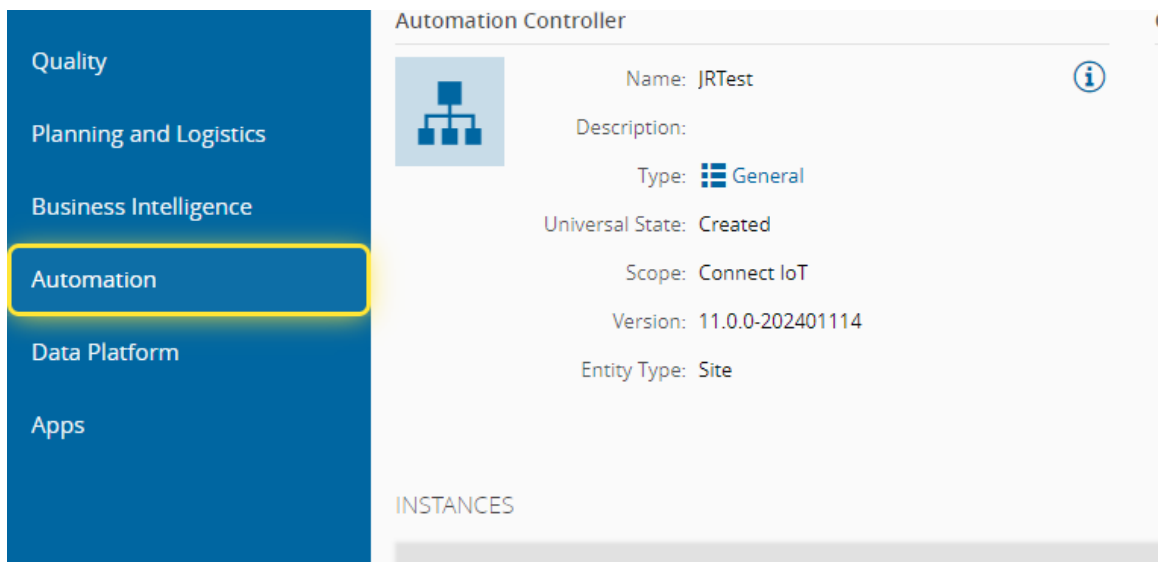 Quality
Planning and Logistics
Business Intelligence
Automation
Data Platform
Apps
Automation Controller
Name: JRTest
Description:
Type: General
Universal State: Created
Scope: Connect IoT
Version: 11.0.0-202401114
Entity Type: Site
INSTANCES